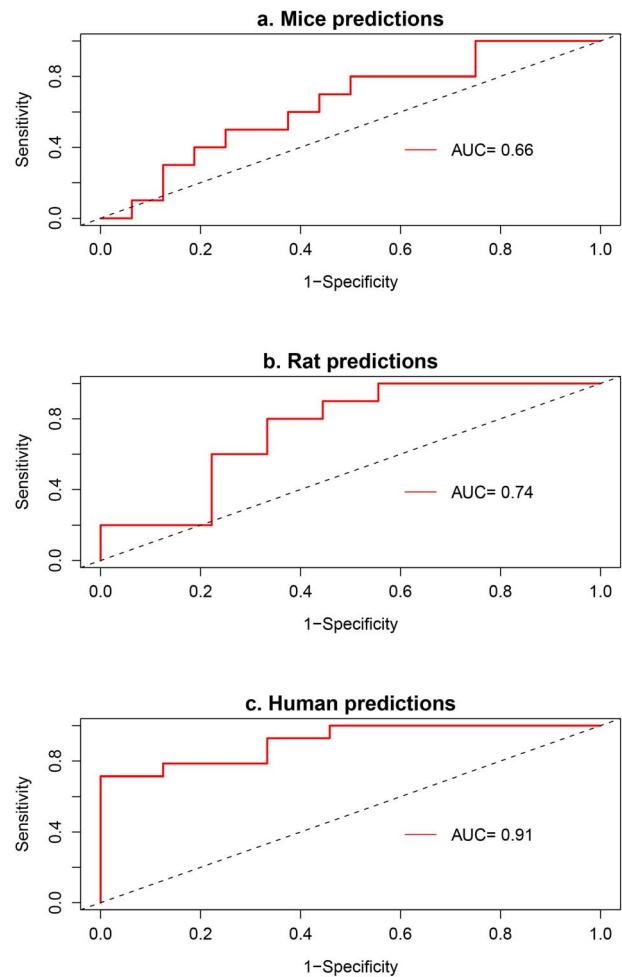 a. Mice predictions
Sensitivity
0.0 0.4 0.8
AUC= 0.66
0.0 0.2 0.4 0.6 0.8 1.0
1−Specificity
b. Rat predictions
Sensitivity
0.0 0.4 0.8
AUC= 0.74
0.0 0.2 0.4 0.6 0.8 1.0
1−Specificity
c. Human predictions
Sensitivity
0.0 0.4 0.8
AUC= 0.91
0.0 0.2 0.4 0.6 0.8 1.0
1−Specificity